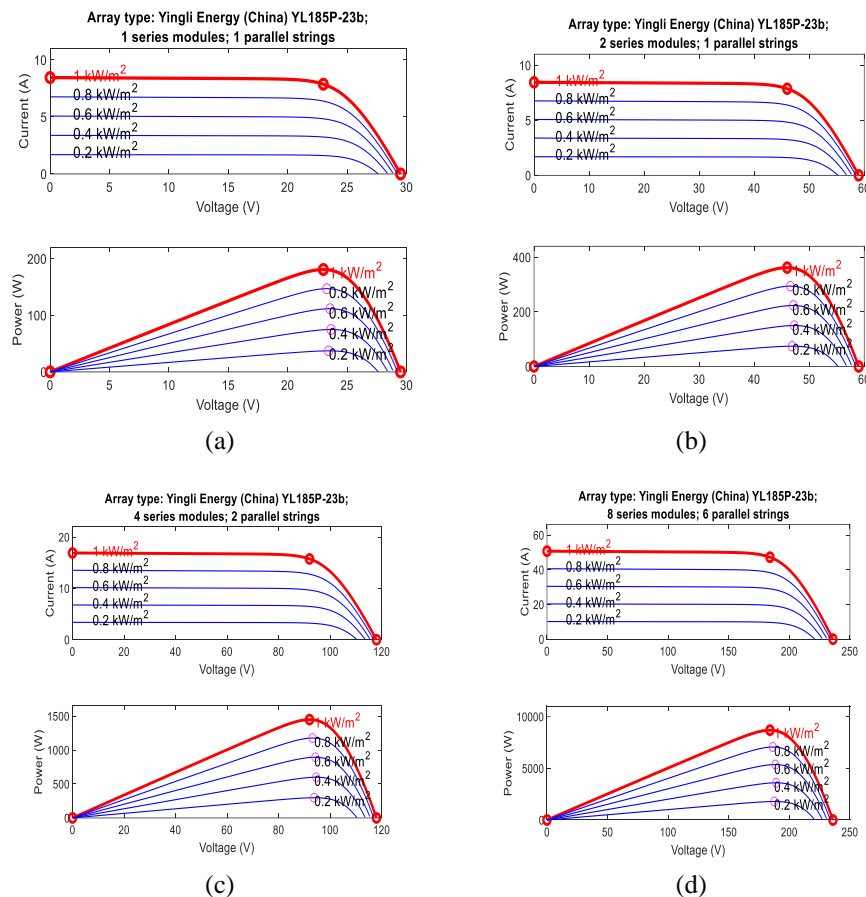 Array type: Yingli Energy (China) YL185P-23b;
1 series modules; 1 parallel strings
10
5
0
Current (A)
1 kW/m²
0.8 kW/m²
0.6 kW/m²
0.4 kW/m²
0.2 kW/m²
0 5 10 15 20 25 30
Voltage (V)
200
100
0
Power (W)
1 kW/m²
0.8 kW/m²
0.6 kW/m²
0.4 kW/m²
0.2 kW/m²
0 5 10 15 20 25 30
Voltage (V)
(a)
Array type: Yingli Energy (China) YL185P-23b;
2 series modules; 1 parallel strings
10
5
0
Current (A)
1 kW/m²
0.8 kW/m²
0.6 kW/m²
0.4 kW/m²
0.2 kW/m²
0 10 20 30 40 50 60
Voltage (V)
400
200
0
Power (W)
1 kW/m²
0.8 kW/m²
0.6 kW/m²
0.4 kW/m²
0.2 kW/m²
0 10 20 30 40 50 60
Voltage (V)
(b)
Array type: Yingli Energy (China) YL185P-23b;
4 series modules; 2 parallel strings
20
10
0
Current (A)
1 kW/m²
0.8 kW/m²
0.6 kW/m²
0.4 kW/m²
0.2 kW/m²
0 20 40 60 80 100 120
Voltage (V)
1500
1000
500
0
Power (W)
1 kW/m²
0.8 kW/m²
0.6 kW/m²
0.4 kW/m²
0.2 kW/m²
0 20 40 60 80 100 120
Voltage (V)
(c)
Array type: Yingli Energy (China) YL185P-23b;
8 series modules; 6 parallel strings
60
40
20
0
Current (A)
1 kW/m²
0.8 kW/m²
0.6 kW/m²
0.4 kW/m²
0.2 kW/m²
0 50 100 150 200 250
Voltage (V)
10000
5000
0
Power (W)
1 kW/m²
0.8 kW/m²
0.6 kW/m²
0.4 kW/m²
0.2 kW/m²
0 50 100 150 200 250
Voltage (V)
(d)